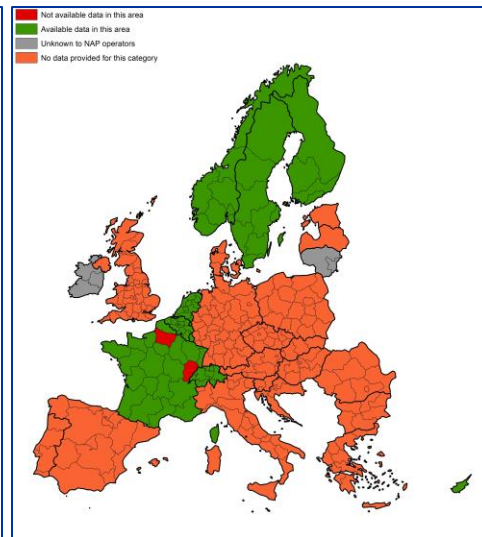 Not available data in this area
Available data in this area
Unknown to NAP operators
No data provided for this category